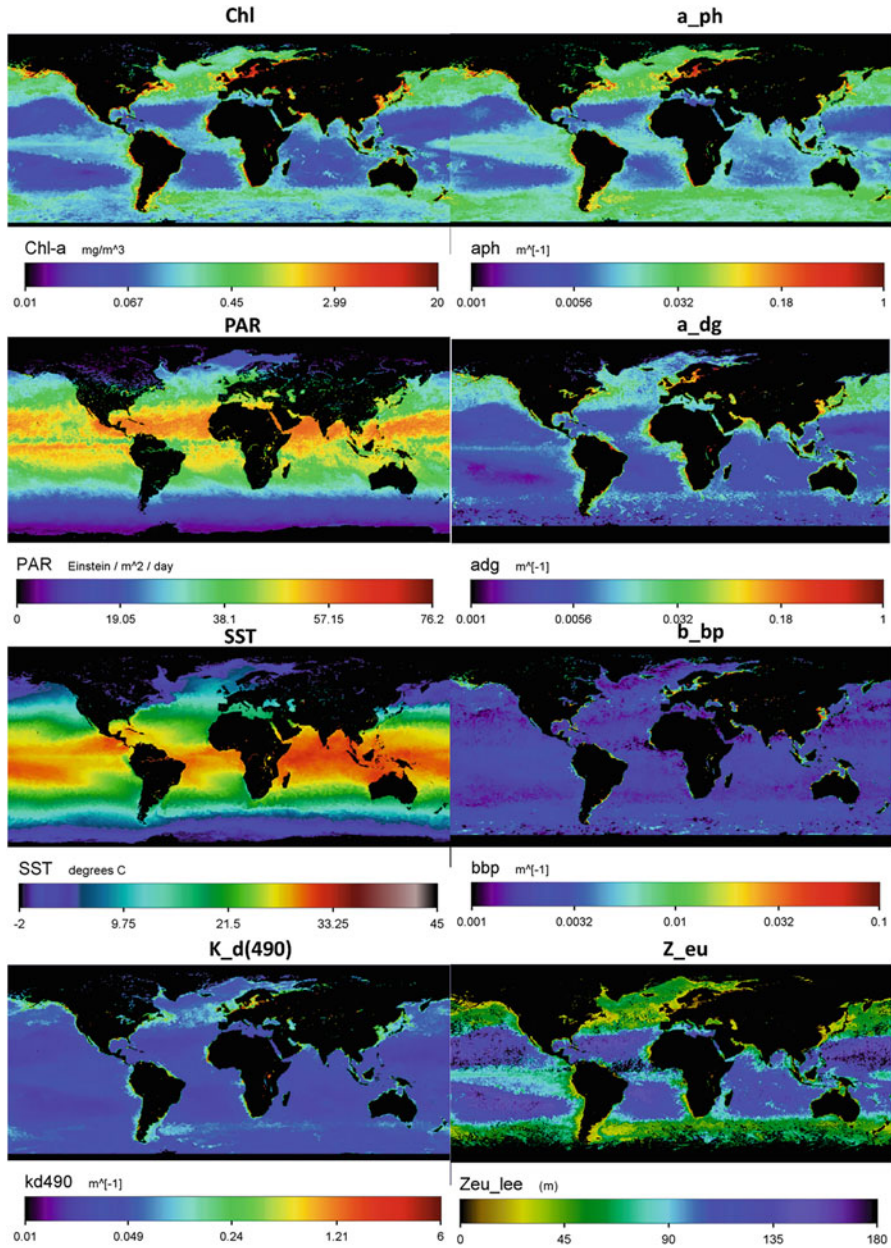 Chl
a_ph
Chl-a mg/m^3
0.01 0.067 0.45 2.99 20
aph m^[-1]
0.001 0.0056 0.032 0.18 1
PAR
a_dg
PAR Einstein / m^2 / day
0 19.05 38.1 57.15 76.2
adg m^[-1]
0.001 0.0056 0.032 0.18 1
SST
b_bp
SST degrees C
-2 9.75 21.5 33.25 45
bbp m^[-1]
0.001 0.0032 0.01 0.032 0.1
K_d(490)
Z_eu
kd490 m^[-1]
0.01 0.049 0.24 1.21 6
Zeu_lee (m)
0 45 90 135 180